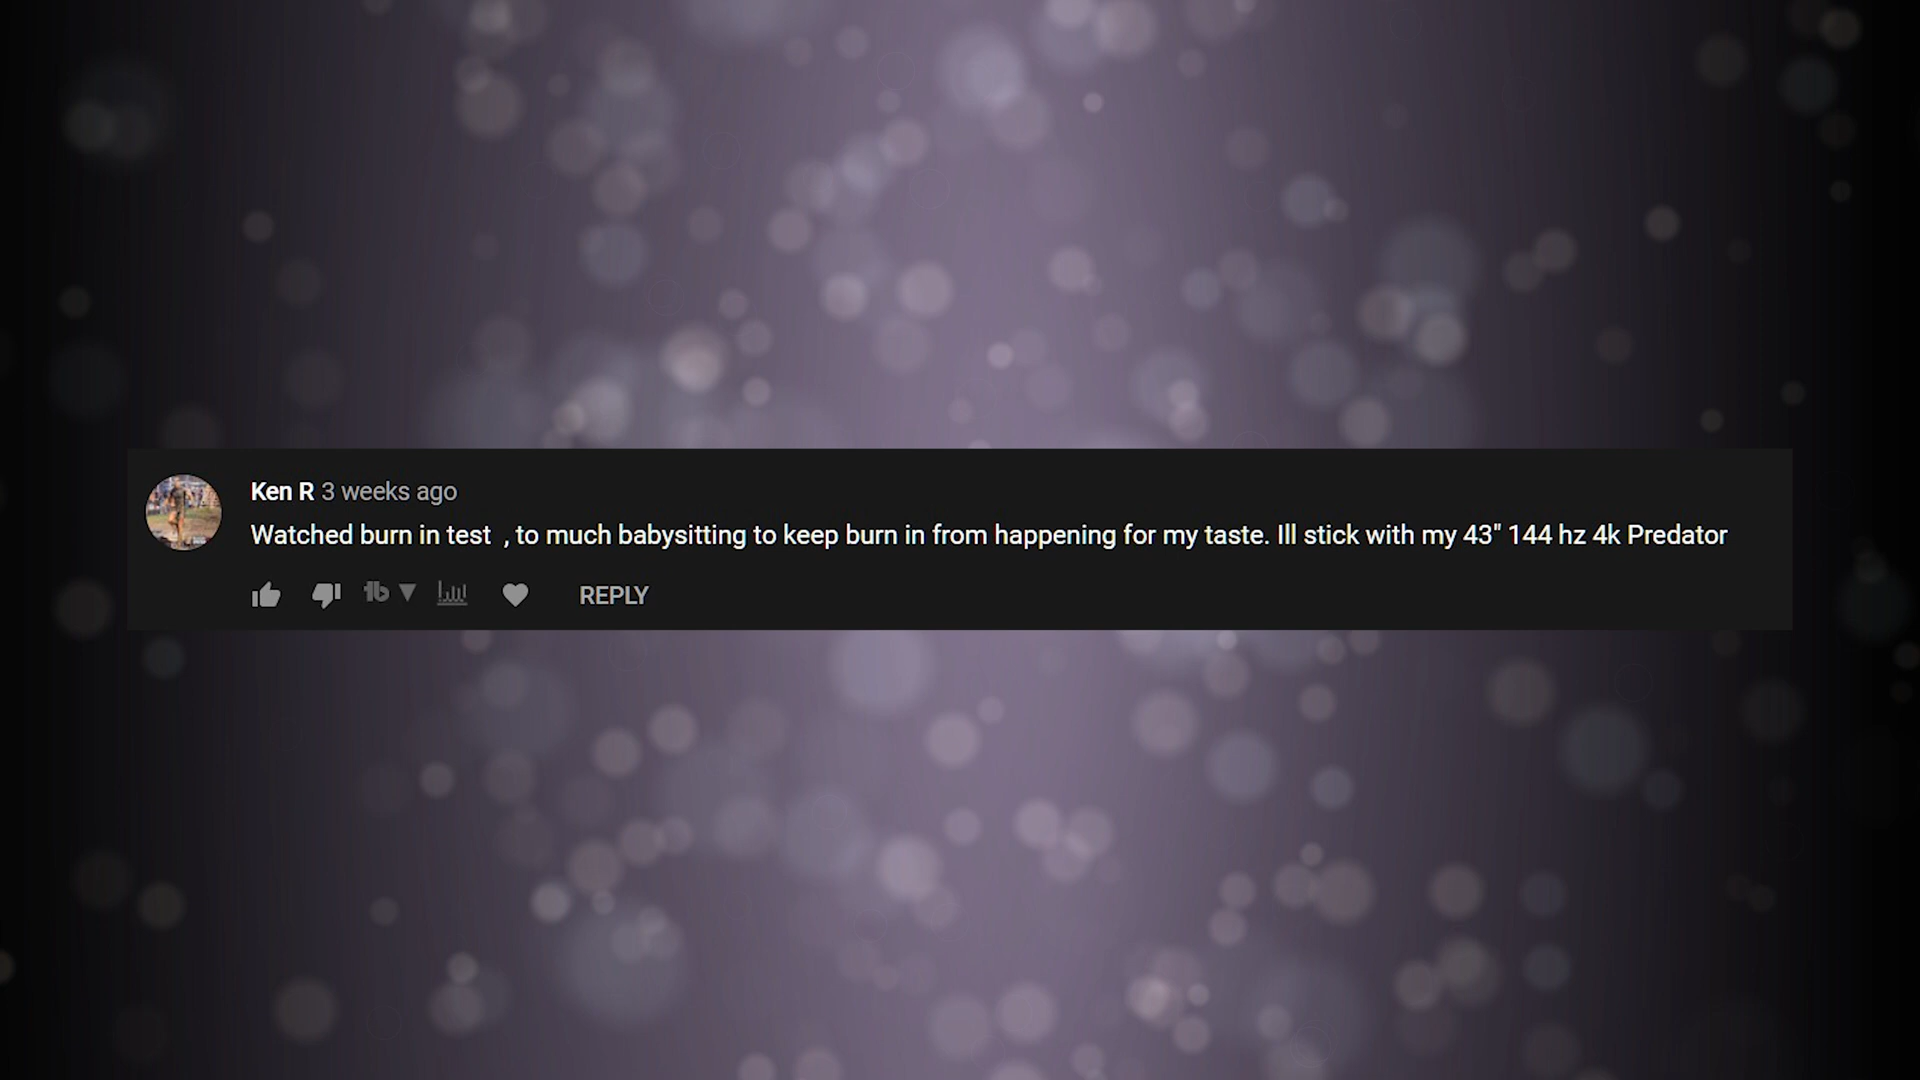 Ken R 3 weeks ago
Watched burn in test  , to much babysitting to keep burn in from happening for my taste. Ill stick with my 43" 144 hz 4k Predator
REPLY